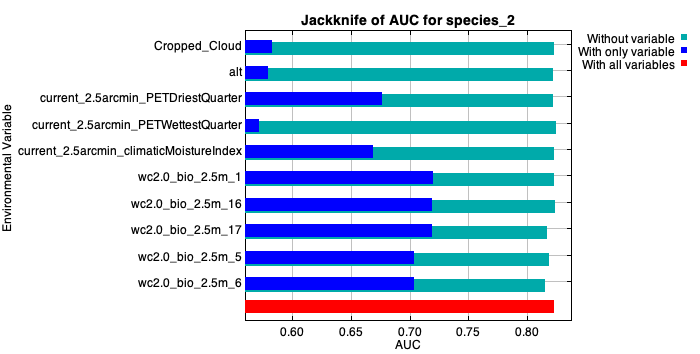 Jackknife of AUC for species_2
Without variable
With only variable
With all variables
Environmental Variable
Cropped_Cloud
alt
current_2.5arcmin_PETDriestQuarter
current_2.5arcmin_PETWettestQuarter
current_2.5arcmin_climaticMoistureIndex
wc2.0_bio_2.5m_1
wc2.0_bio_2.5m_16
wc2.0_bio_2.5m_17
wc2.0_bio_2.5m_5
wc2.0_bio_2.5m_6
0.60 0.65 0.70 0.75 0.80
AUC